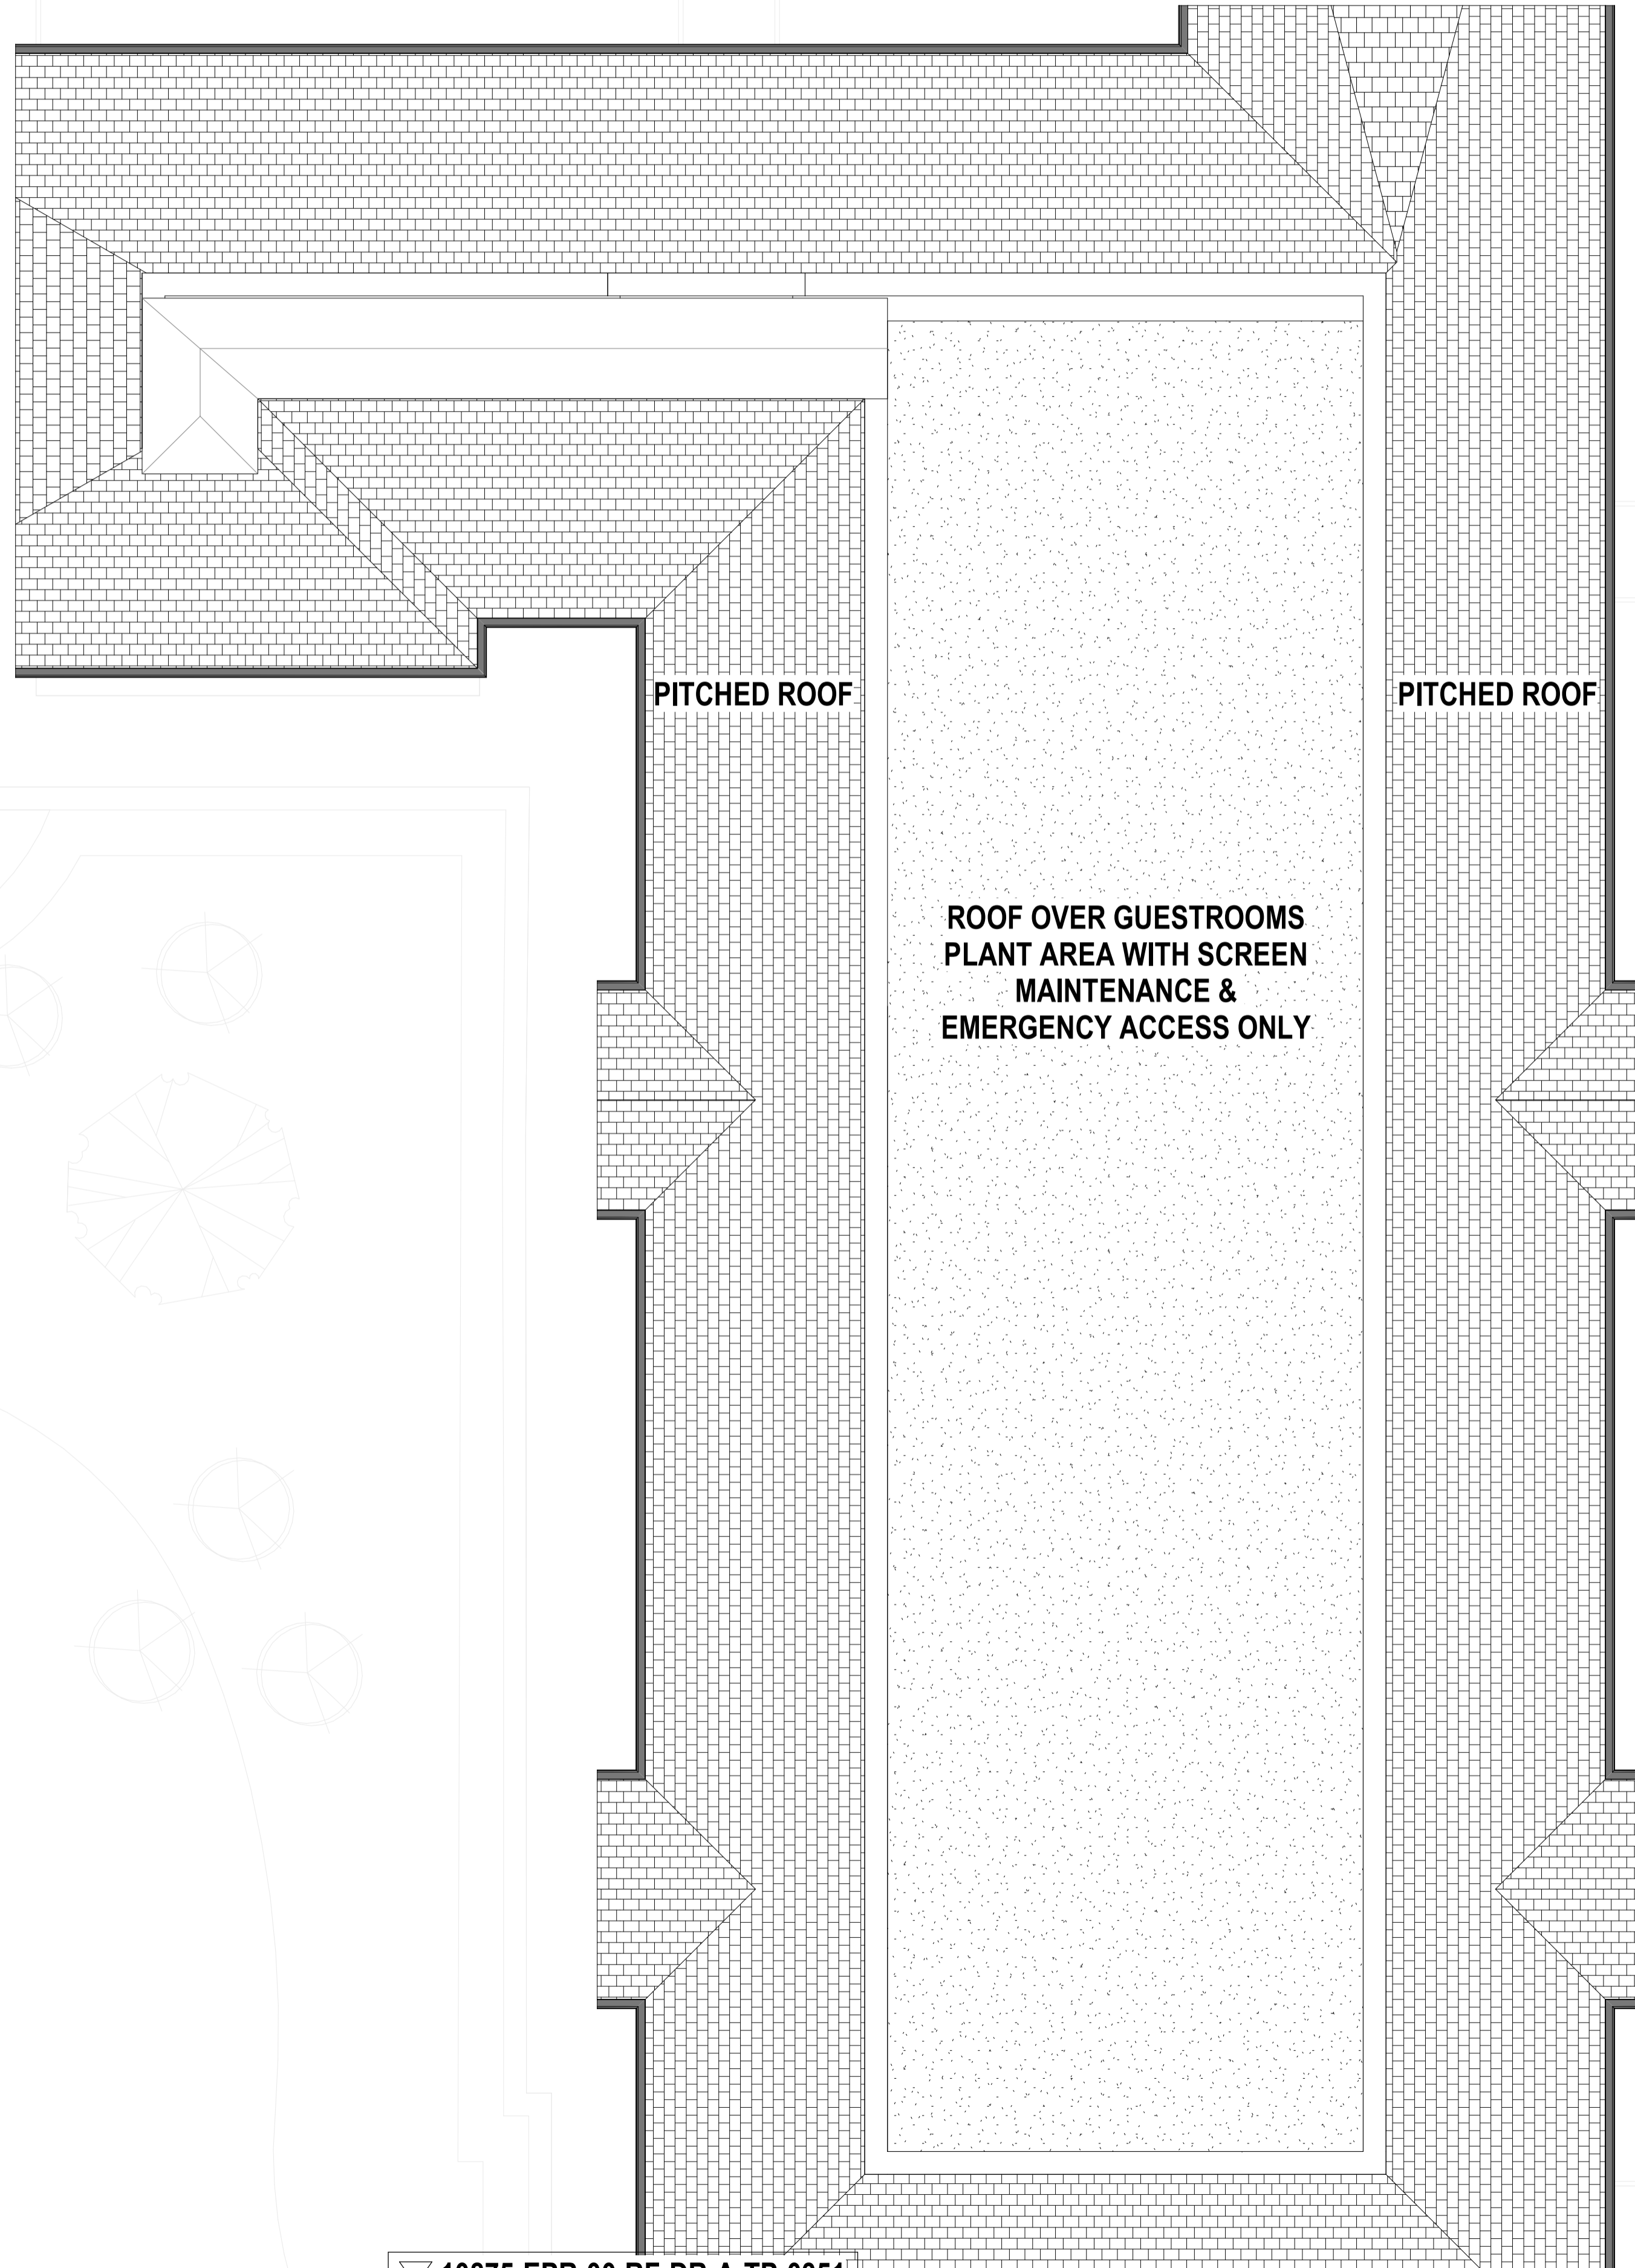 PITCHED ROOF
PITCHED ROOF
ROOF OVER GUESTROOMS
PLANT AREA WITH SCREEN
MAINTENANCE &
EMERGENCY ACCESS ONLY